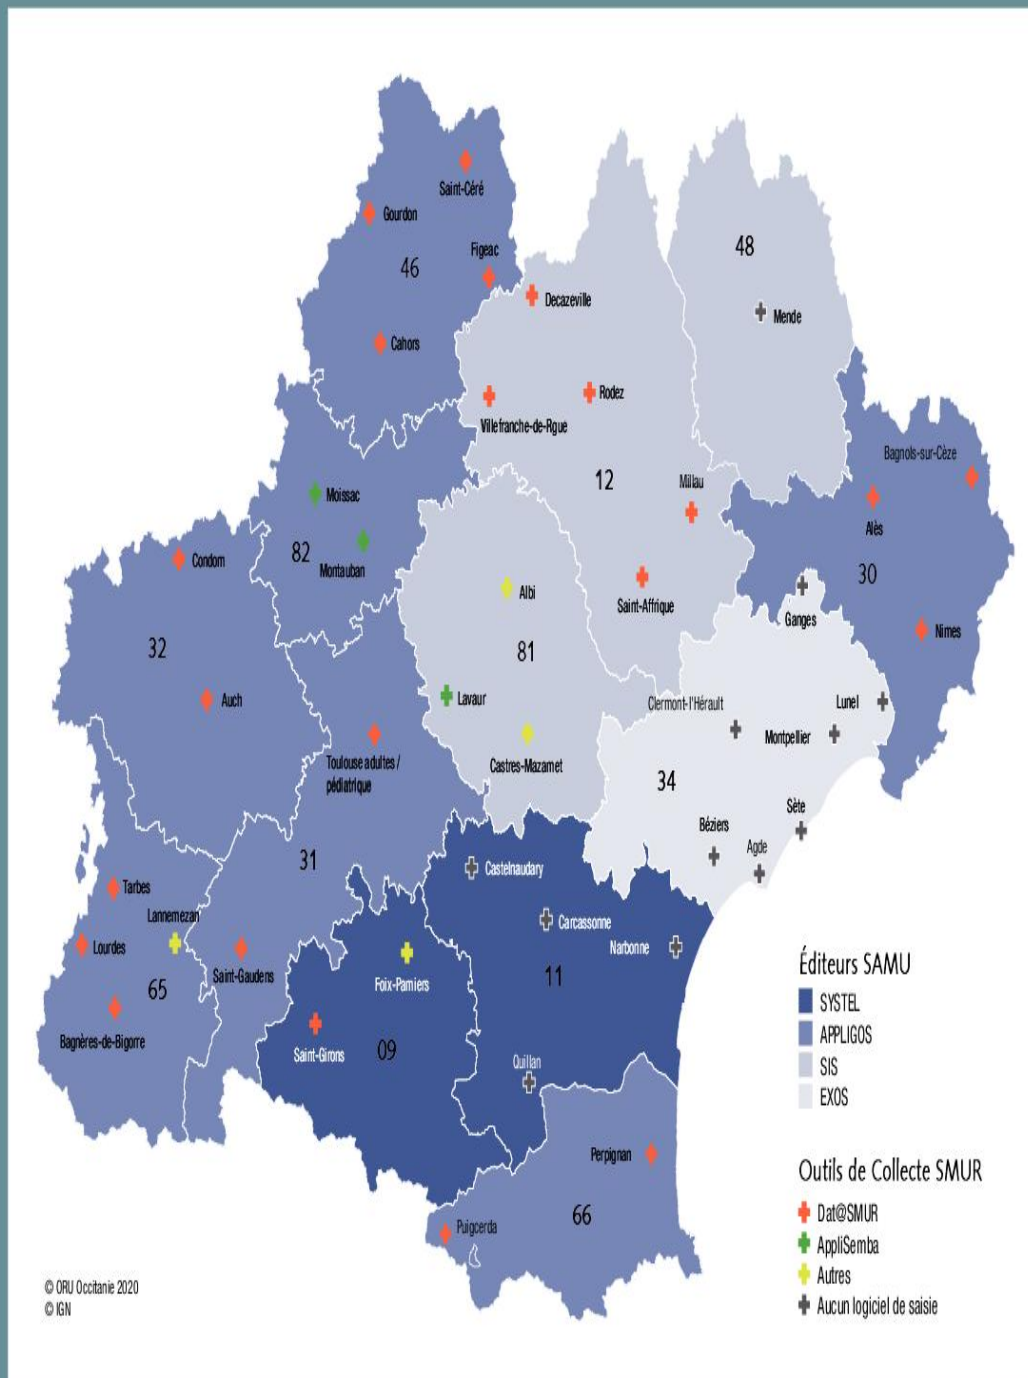 Saint-Céré
Gourdon
46
Figeac
48
Decazeville
Mende
Cahors
Rodez
Villefranche-de-Rgue
Bagnols-sur-Cèze
12
Millau
Moissac
Alès
82
Montauban
Condom
30
Albi
Saint-Affrique
Ganges
Nimes
32
81
Auch
Lavaur
Clermont-l'Hérault
Lunel
Montpellier
Toulouse adultes /
pédiatrique
Castres-Mazamet
34
Sète
Béziers
Agde
31
Castelnaudary
Tarbes
Lannemezan
Carcassonne
Lourdes
Narbonne
Saint-Gaudens
Foix-Pamiers
65
11
Bagnères-de-Bigorre
Saint-Girons
09
Quillan
Perpignan
66
Puigcerda
Éditeurs SAMU
SYSTEL
APPLIGOS
SIS
EXOS
Outils de Collecte SMUR
Dat@SMUR
AppliSemba
Autres
Aucun logiciel de saisie
© ORU Occitanie 2020
© IGN